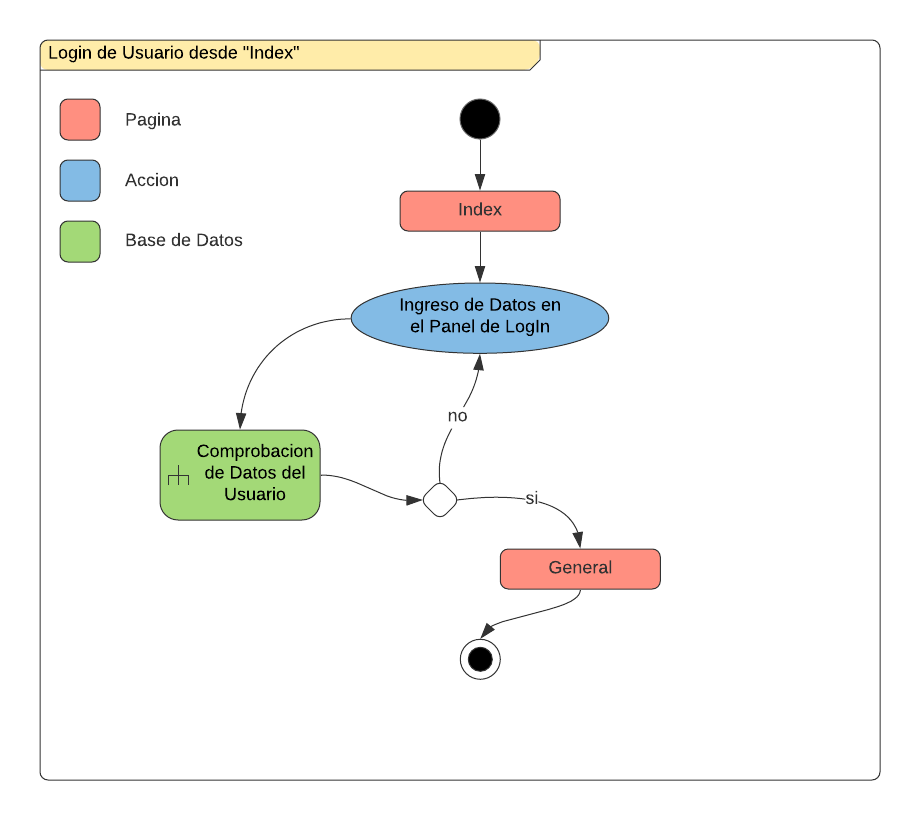 Login de Usuario desde "Index"
Pagina
Accion
Base de Datos
Index
Ingreso de Datos en
el Panel de LogIn
no
Comprobacion
de Datos del
Usuario
si
General